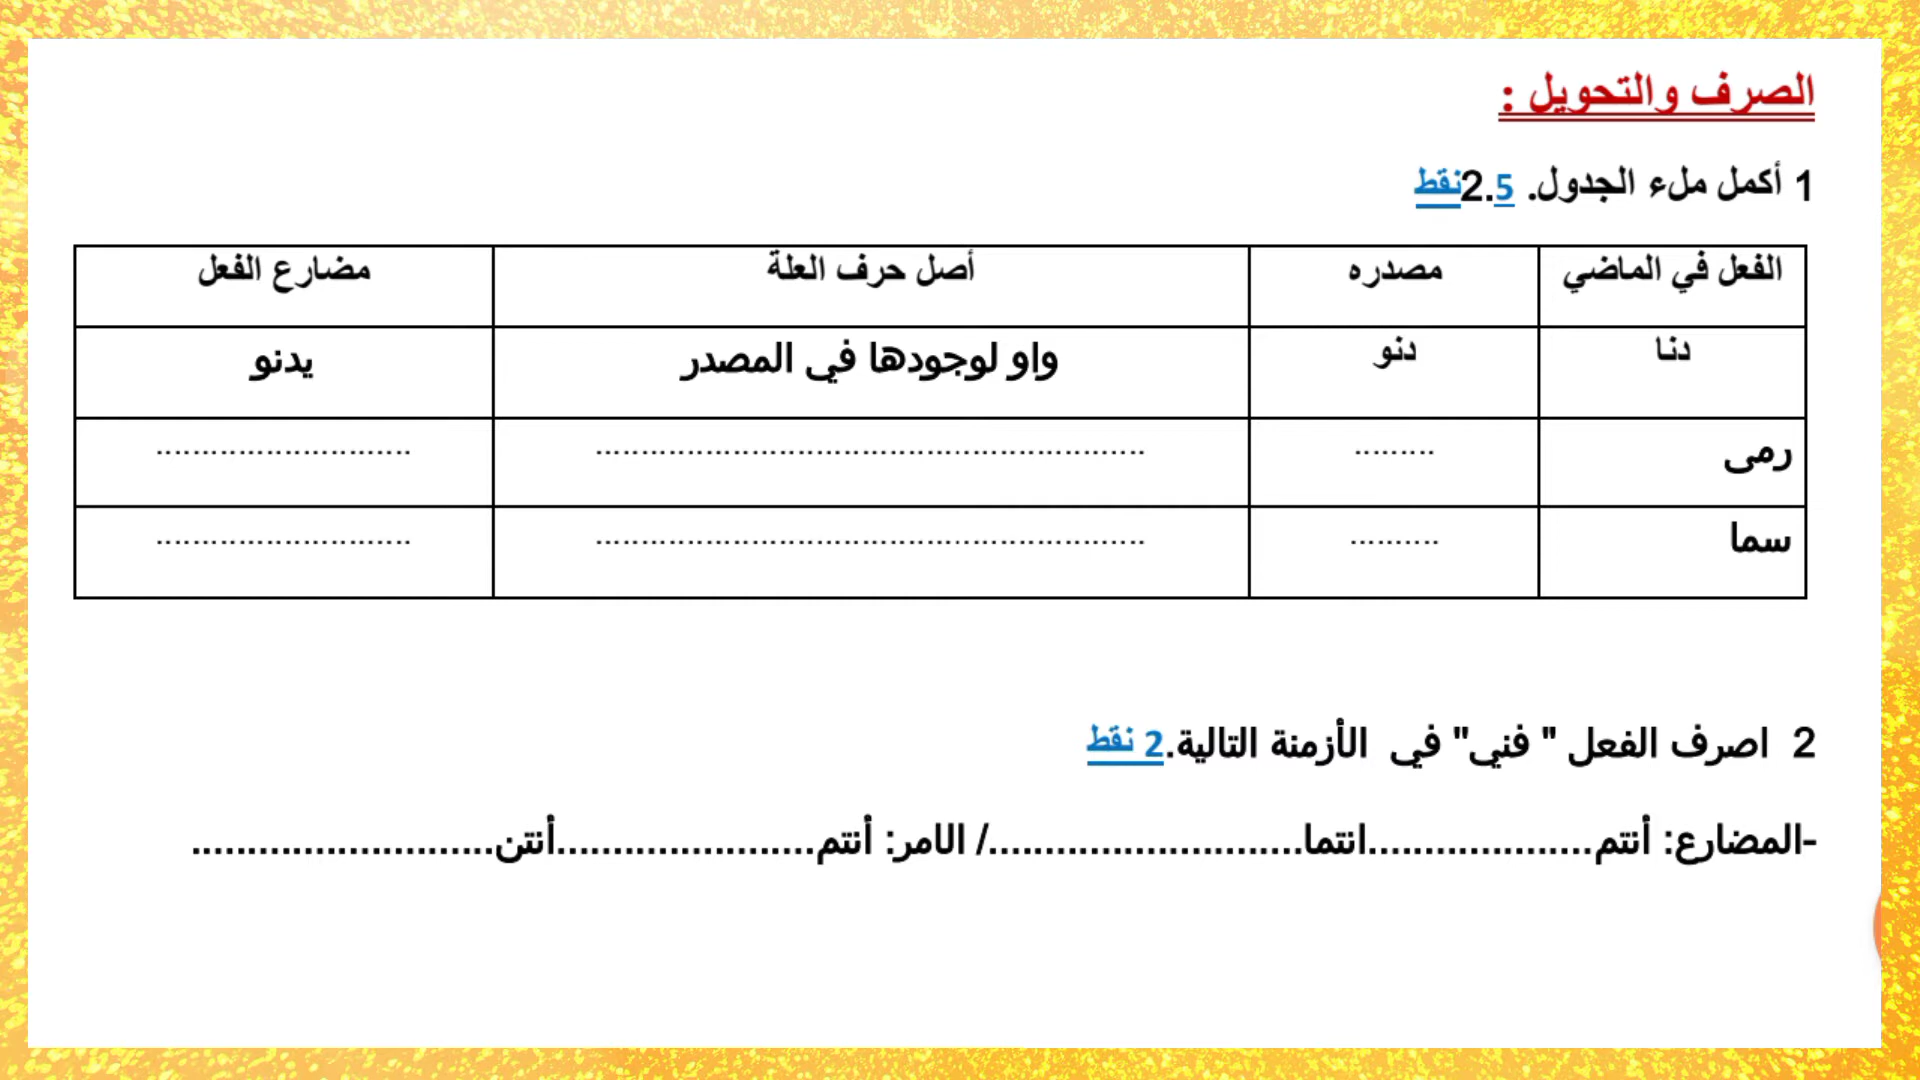 الصرف والتحويل :
1 أكمل ملء الجدول. 2.5نقط
الفعل في الماضي مصدره أصل حرف العلة مضارع الفعل
دنا دنو واو لوجودها في المصدر يدنو
رمى ......... ............................................................ ............................
سما .......... ............................................................ ............................
2 اصرف الفعل " فني" في الأزمنة التالية.2 نقط
-المضارع: أنتم....................انتما............................/ الامر: أنتم.......................أنتن...........................